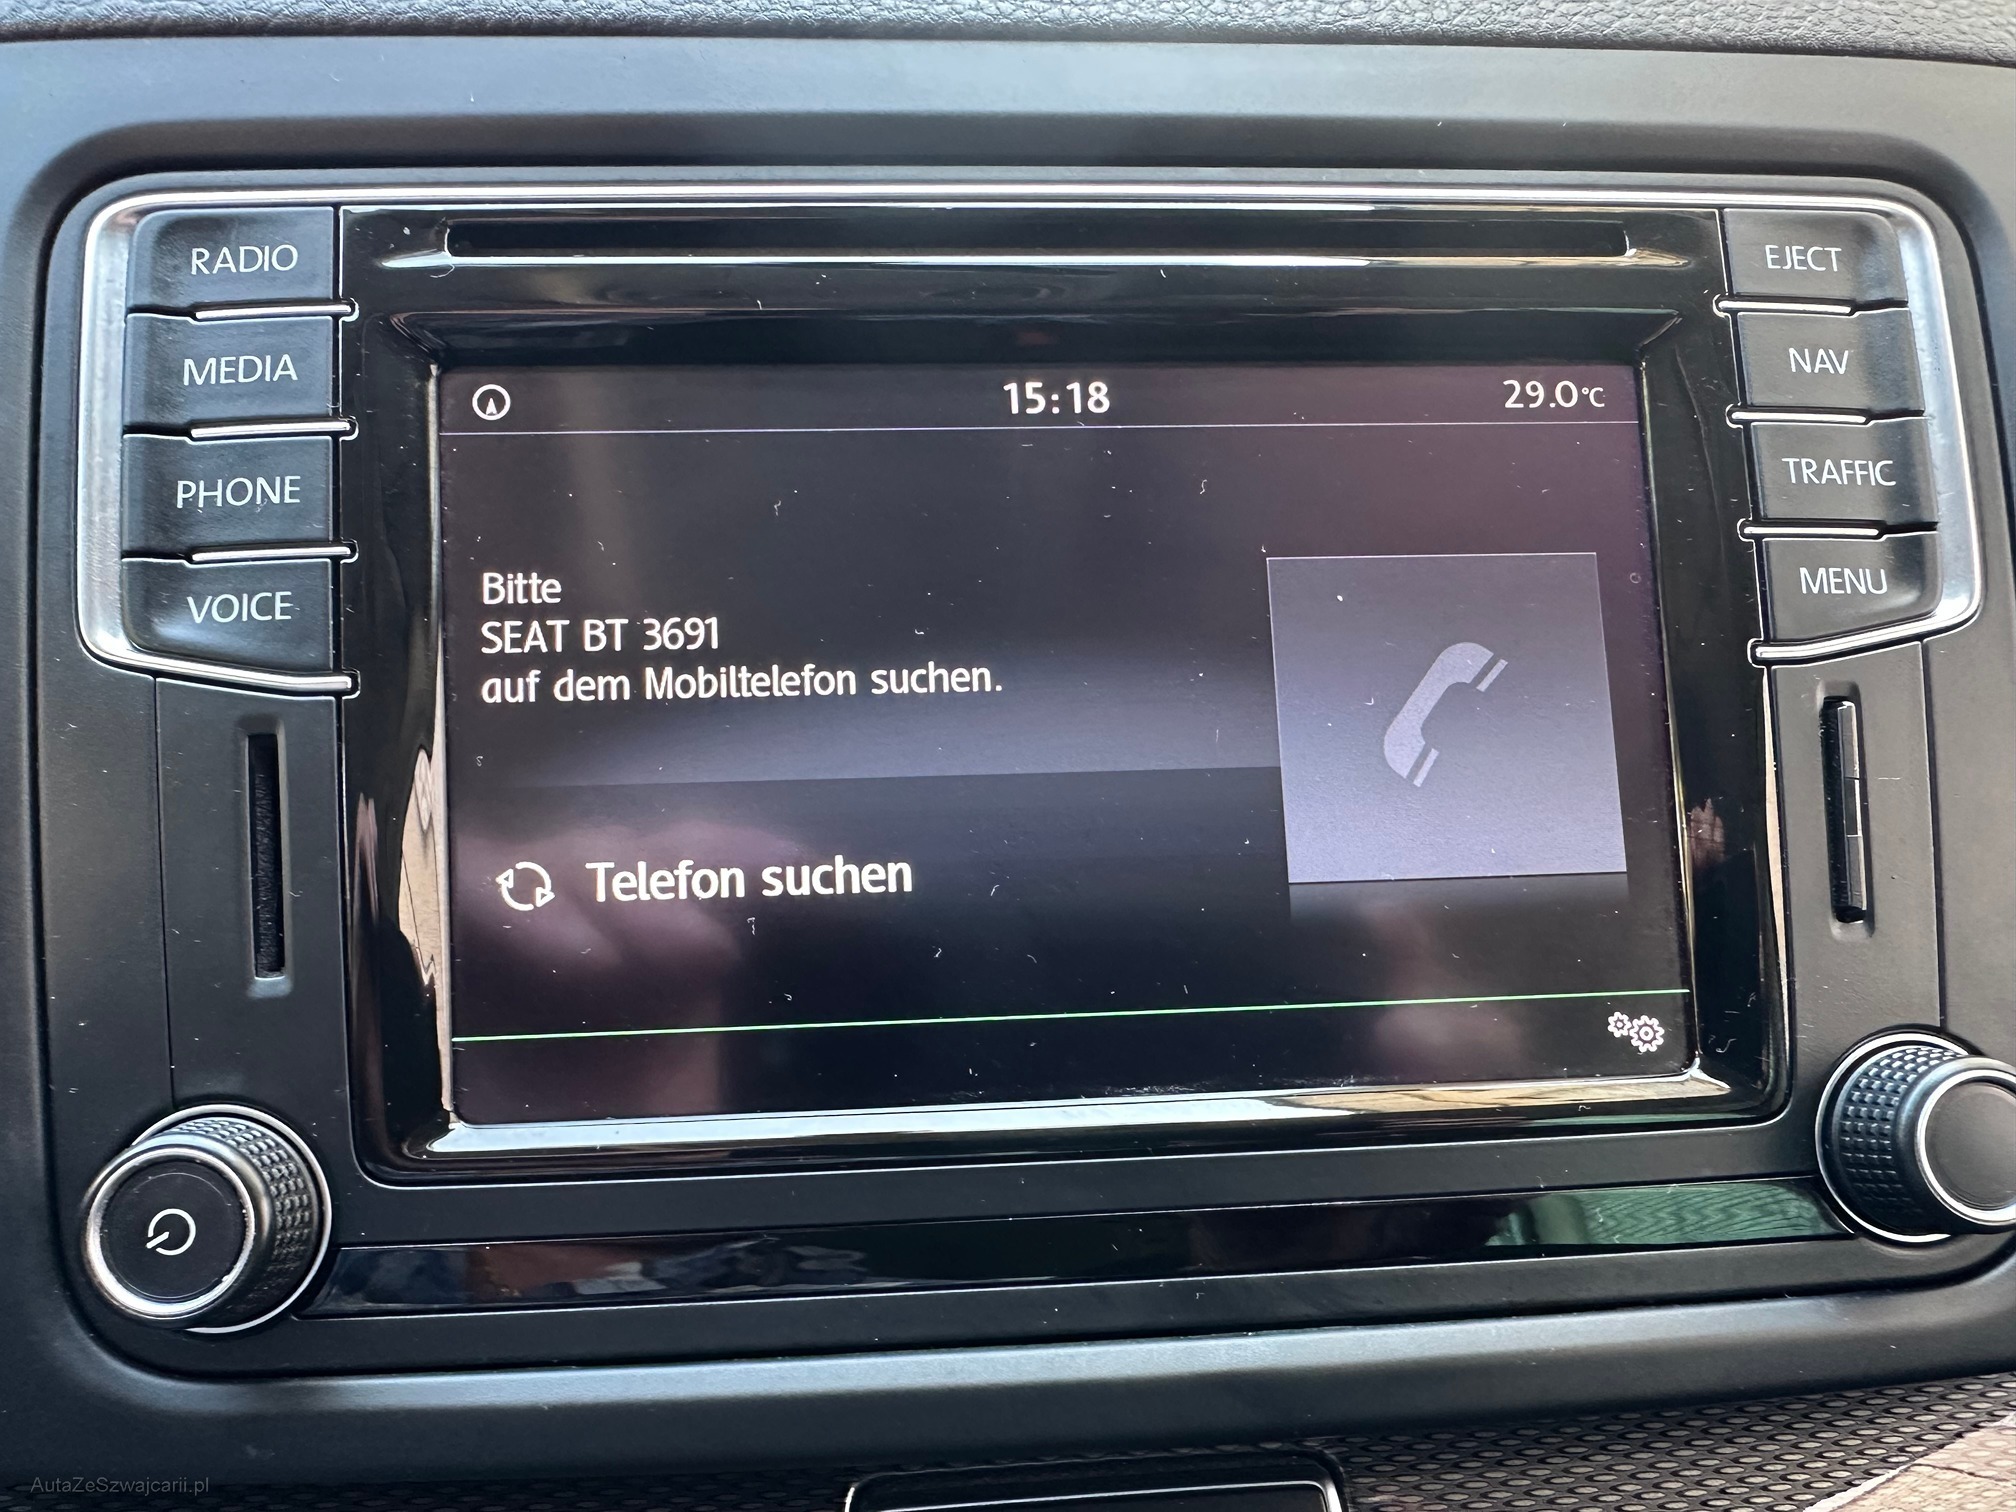 RADIO
MEDIA
PHONE
VOICE
EJECT
NAV
TRAFFIC
MENU
15:18
29.0°C
Bitte
SEAT BT 3691
auf dem Mobiltelefon suchen.
Telefon suchen
AutaZeSzwajcarii.pl